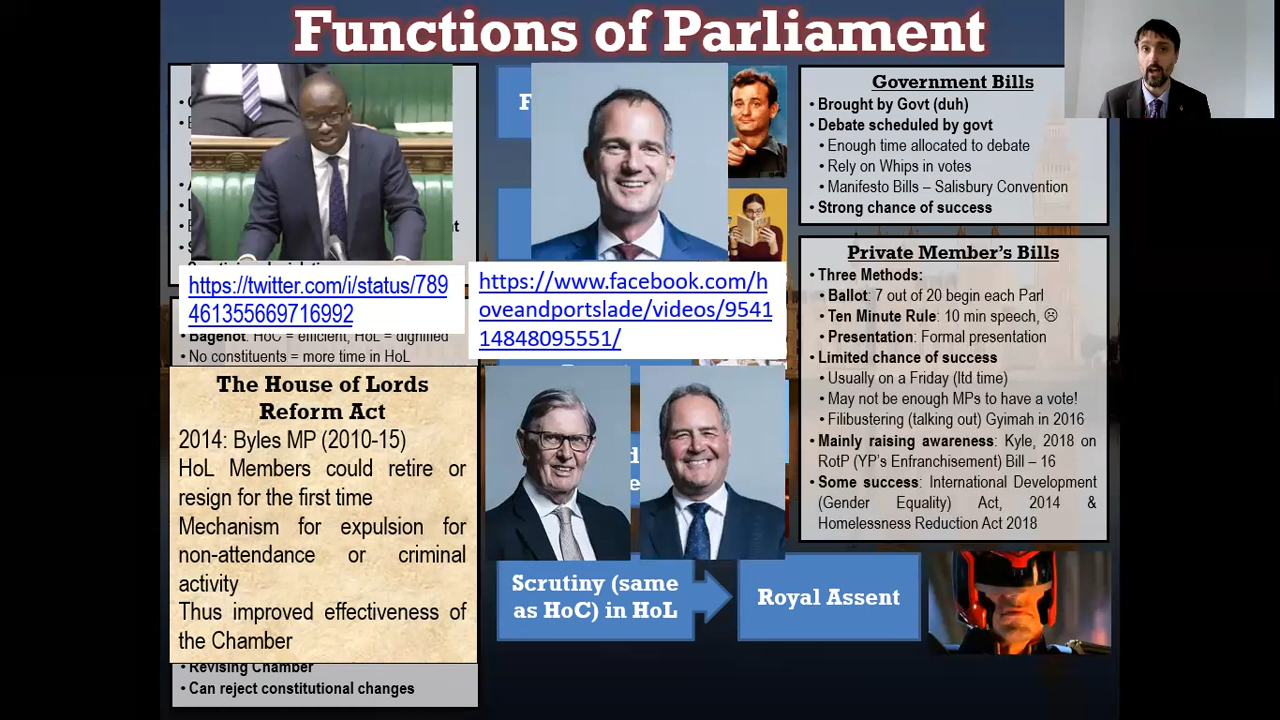 Functions of Parliament
https://twitter.com/i/status/789
461355669716992
Bagehot: HoC = efficient, HoL = dignified
• No constituents = more time in HoL
The House of Lords
Reform Act
2014: Byles MP (2010-15)
HoL Members could retire or
resign for the first time
Mechanism for expulsion for
non-attendance or criminal
activity
Thus improved effectiveness of
the Chamber
• Revising Chamber
• Can reject constitutional changes
https://www.facebook.com/h
oveandportslade/videos/9541
14848095551/
Scrutiny (same
as HoC) in HoL
Royal Assent
Government Bills
• Brought by Govt (duh)
• Debate scheduled by govt
• Enough time allocated to debate
• Rely on Whips in votes
• Manifesto Bills – Salisbury Convention
• Strong chance of success
Private Member's Bills
• Three Methods:
• Ballot: 7 out of 20 begin each Parl
• Ten Minute Rule: 10 min speech, ☹
• Presentation: Formal presentation
• Limited chance of success
• Usually on a Friday (ltd time)
• May not be enough MPs to have a vote!
• Filibustering (talking out) Gyimah in 2016
• Mainly raising awareness: Kyle, 2018 on
RotP (YP's Enfranchisement) Bill – 16
• Some success: International Development
(Gender Equality) Act, 2014 &
Homelessness Reduction Act 2018